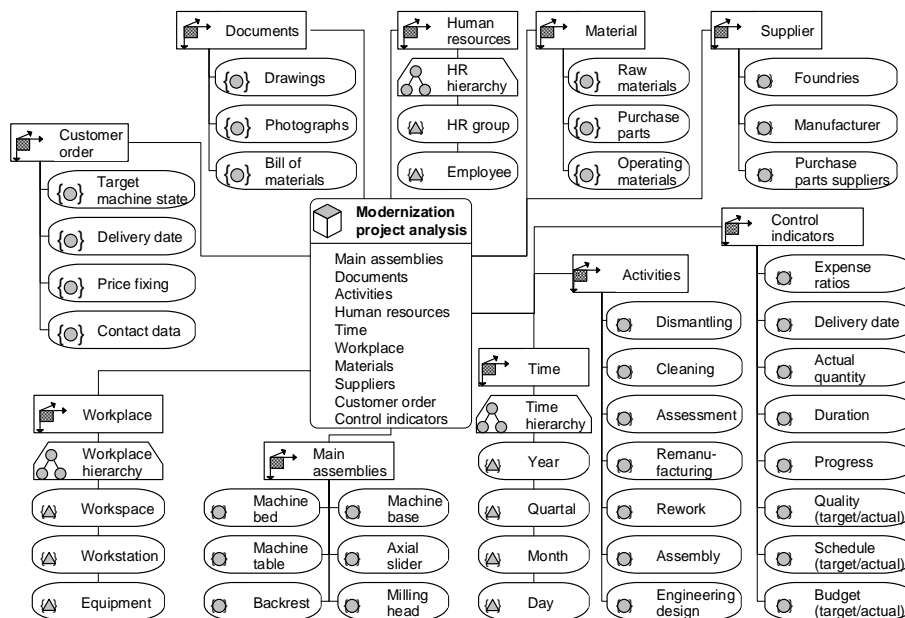 Documents
Drawings
Photographs
Bill of
materials
Human
resources
HR
hierarchy
HR group
Employee
Material
Raw
materials
Purchase
parts
Operating
materials
Supplier
Foundries
Manufacturer
Purchase
parts suppliers
Customer
order
Target
machine state
Delivery date
Price fixing
Contact data
Modernization
project analysis
Main assemblies
Documents
Activities
Human resources
Time
Workplace
Materials
Suppliers
Customer order
Control indicators
Control
indicators
Expense
ratios
Delivery date
Actual
quantity
Duration
Progress
Quality
(target/actual)
Schedule
(target/actual)
Budget
(target/actual)
Activities
Dismantling
Cleaning
Assessment
Remanu-
facturing
Rework
Assembly
Engineering
design
Time
Time
hierarchy
Year
Quartal
Month
Day
Workplace
Workplace
hierarchy
Workspace
Workstation
Equipment
Main
assemblies
Machine
bed
Machine
base
Machine
table
Axial
slider
Backrest
Milling
head